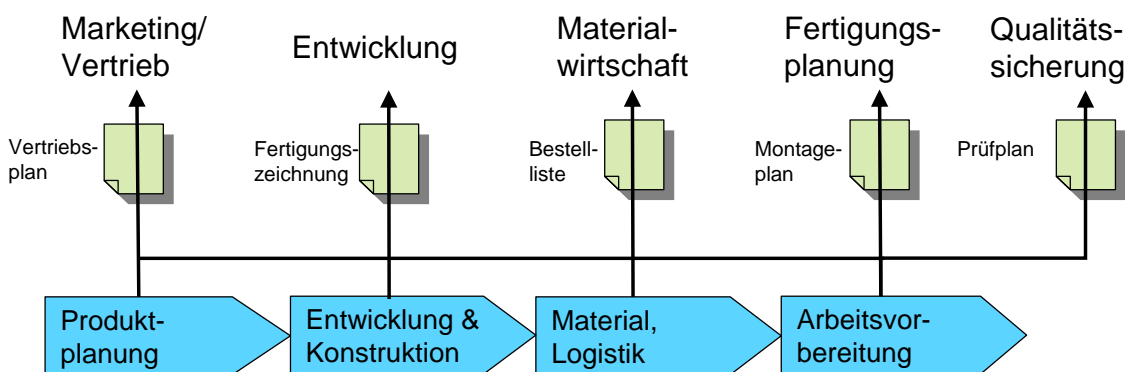 Marketing/
Vertrieb
Entwicklung
Material-
wirtschaft
Fertigungs-
planung
Qualitäts-
sicherung
Vertriebs-
plan
Fertigungs-
zeichnung
Bestell-
liste
Montage-
plan
Prüfplan
Produkt-
planung
Entwicklung &
Konstruktion
Material,
Logistik
Arbeitsvor-
bereitung